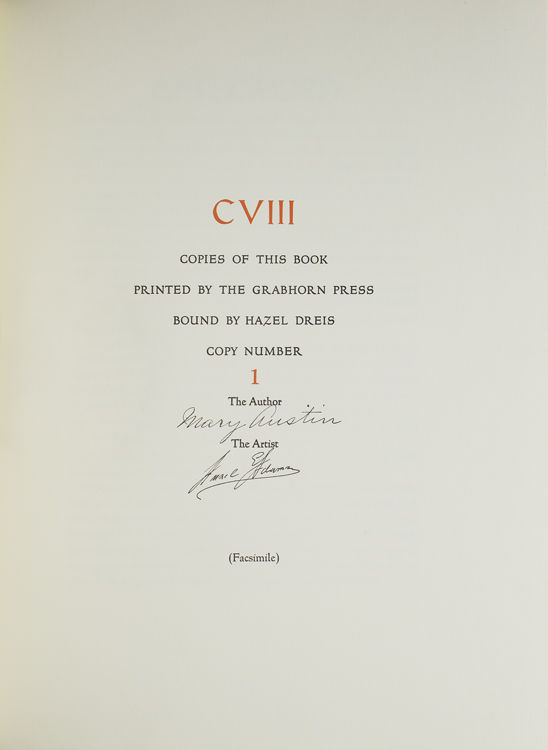 CVIII
COPIES OF THIS BOOK
PRINTED BY THE GRABHORN PRESS
BOUND BY HAZEL DREIS
COPY NUMBER
1
The Author
Mary Austin
The Artist
Ansel E Adams
(Facsimile)